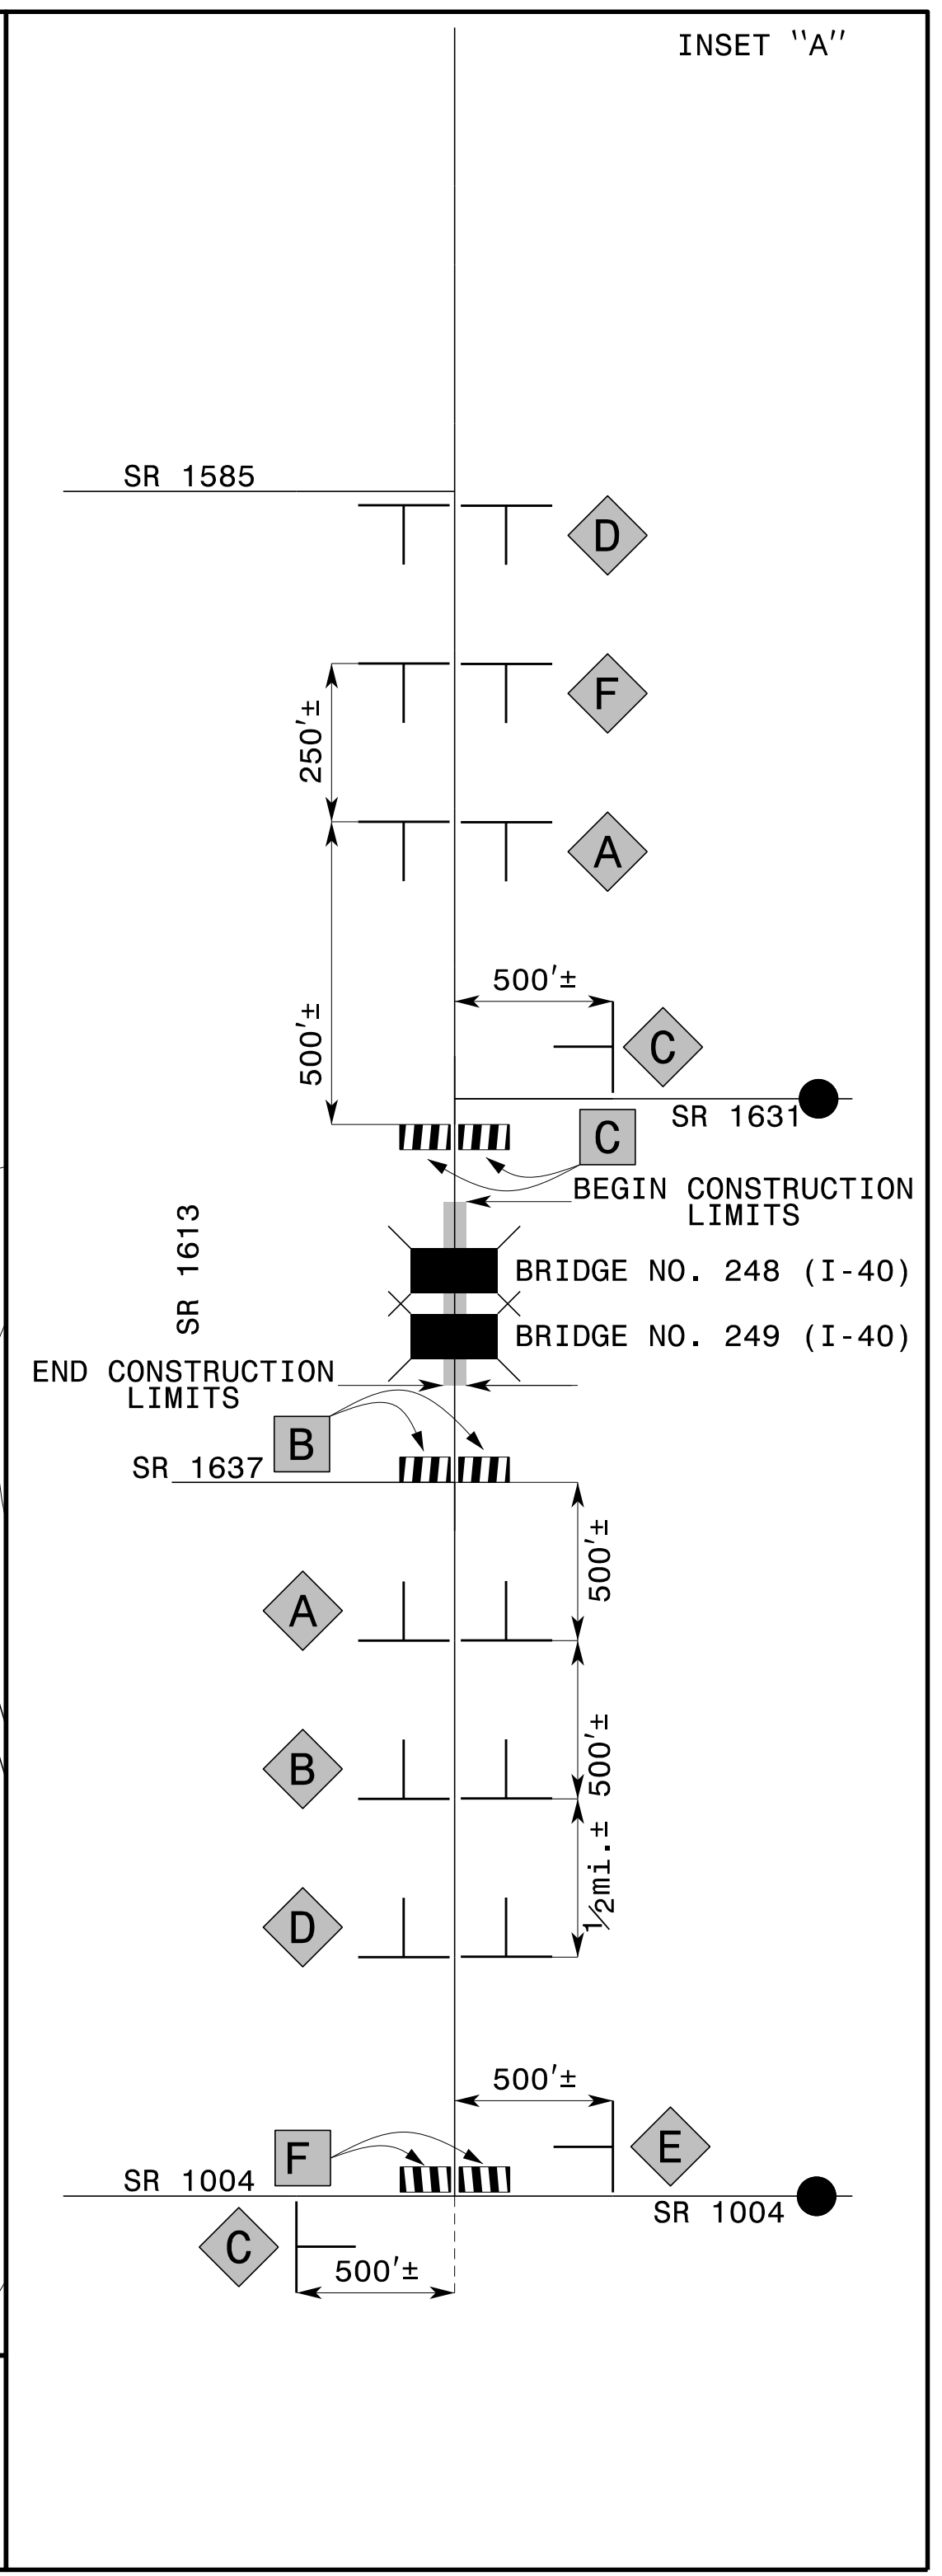 INSET "A"
SR 1585
D
F
250'±
A
500'±
500'±
C
SR 1631
C
BEGIN CONSTRUCTION
LIMITS
SR 1613
BRIDGE NO. 248 (I-40)
BRIDGE NO. 249 (I-40)
END CONSTRUCTION
LIMITS
B
SR 1637
500'±
A
500'±
B
1/2mi.±
D
500'±
F
E
SR 1004
SR 1004
C
500'±